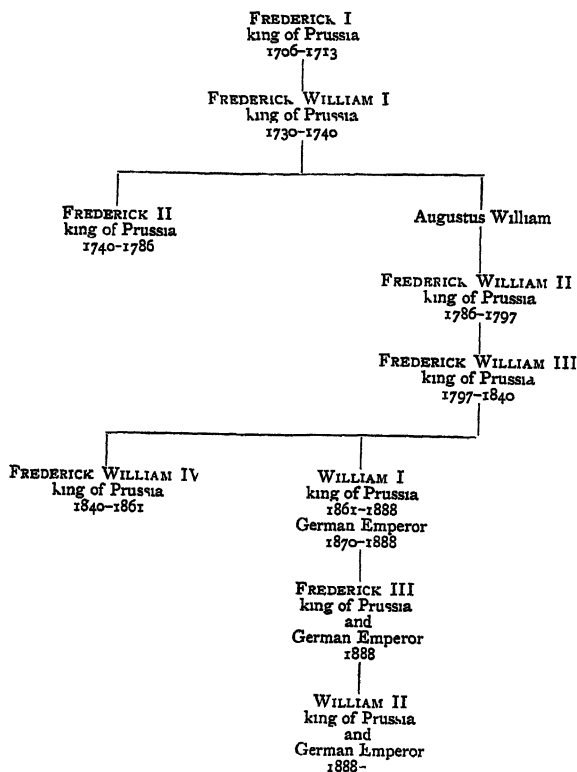 FREDERICK I
king of Prussia
1706–1713
FREDERICK WILLIAM I
king of Prussia
1730–1740
FREDERICK II
king of Prussia
1740–1786
Augustus William
FREDERICK WILLIAM II
king of Prussia
1786–1797
FREDERICK WILLIAM III
king of Prussia
1797–1840
FREDERICK WILLIAM IV
king of Prussia
1840–1861
WILLIAM I
king of Prussia
1861–1888
German Emperor
1870–1888
FREDERICK III
king of Prussia
and
German Emperor
1888
WILLIAM II
king of Prussia
and
German Emperor
1888–